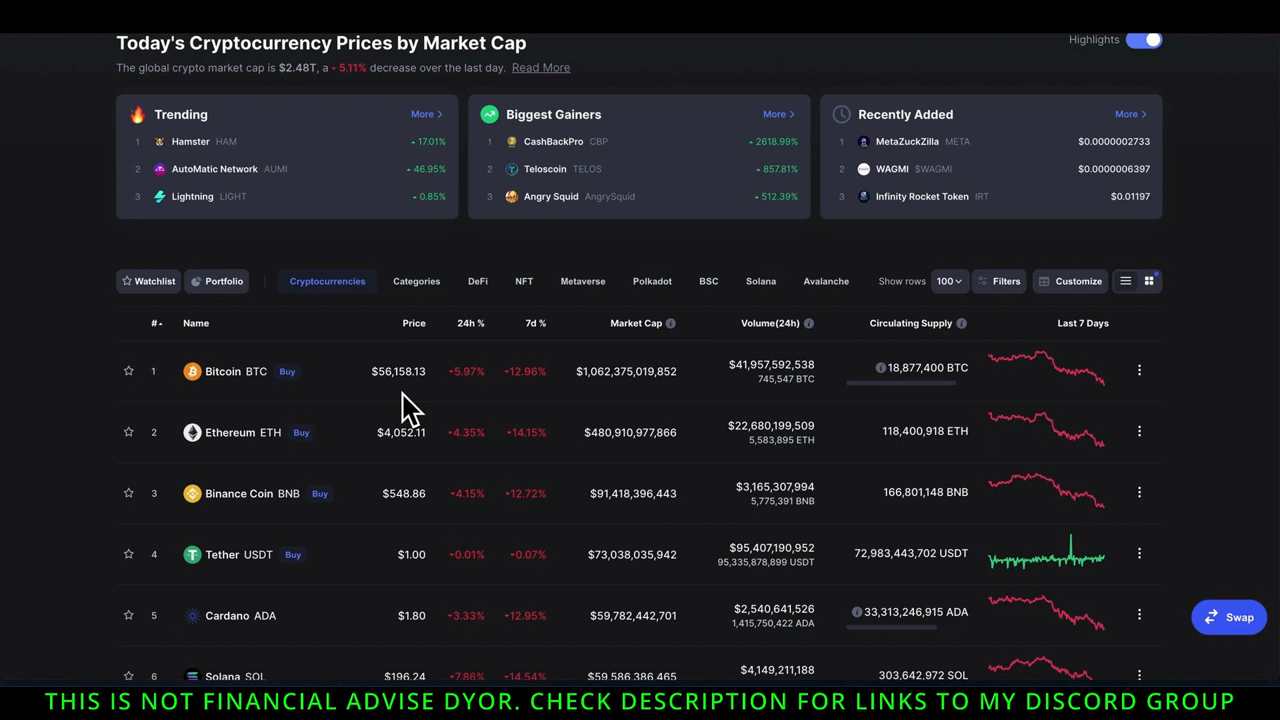 Today's Cryptocurrency Prices by Market Cap
Highlights
The global crypto market cap is $2.48T, a 5.11% decrease over the last day. Read More
Trending More
1 Hamster HAM 17.01%
2 AutoMatic Network AUMI 46.95%
3 Lightning LIGHT 0.85%
Biggest Gainers More
1 CashBackPro CBP 2618.99%
2 Teloscoin TELOS 857.81%
3 Angry Squid AngrySquid 512.39%
Recently Added More
1 MetaZuckZilla META $0.0000002733
2 WAGMI $WAGMI $0.0000006397
3 Infinity Rocket Token IRT $0.01197
Watchlist Portfolio Cryptocurrencies Categories DeFi NFT Metaverse Polkadot BSC Solana Avalanche Show rows 100 Filters Customize
# Name Price 24h % 7d % Market Cap Volume(24h) Circulating Supply Last 7 Days
1 Bitcoin BTC Buy $56,158.13 5.97% 12.96% $1,062,375,019,852 $41,957,592,538 18,877,400 BTC
745,547 BTC
2 Ethereum ETH Buy $4,052.11 4.35% 14.15% $480,910,977,866 $22,680,199,509 118,400,918 ETH
5,583,895 ETH
3 Binance Coin BNB Buy $548.86 4.15% 12.72% $91,418,396,443 $3,165,307,994 166,801,148 BNB
5,775,391 BNB
4 Tether USDT Buy $1.00 0.01% 0.07% $73,038,035,942 $95,407,190,952 72,983,443,702 USDT
95,335,878,899 USDT
5 Cardano ADA $1.80 3.33% 12.95% $59,782,442,701 $2,540,641,526 33,313,246,915 ADA
1,415,750,422 ADA
Swap
6 Solana SOL $196.24 7.86% 14.54% $59,586,386,465 $4,149,211,188 303,642,972 SOL
THIS IS NOT FINANCIAL ADVISE DYOR. CHECK DESCRIPTION FOR LINKS TO MY DISCORD GROUP